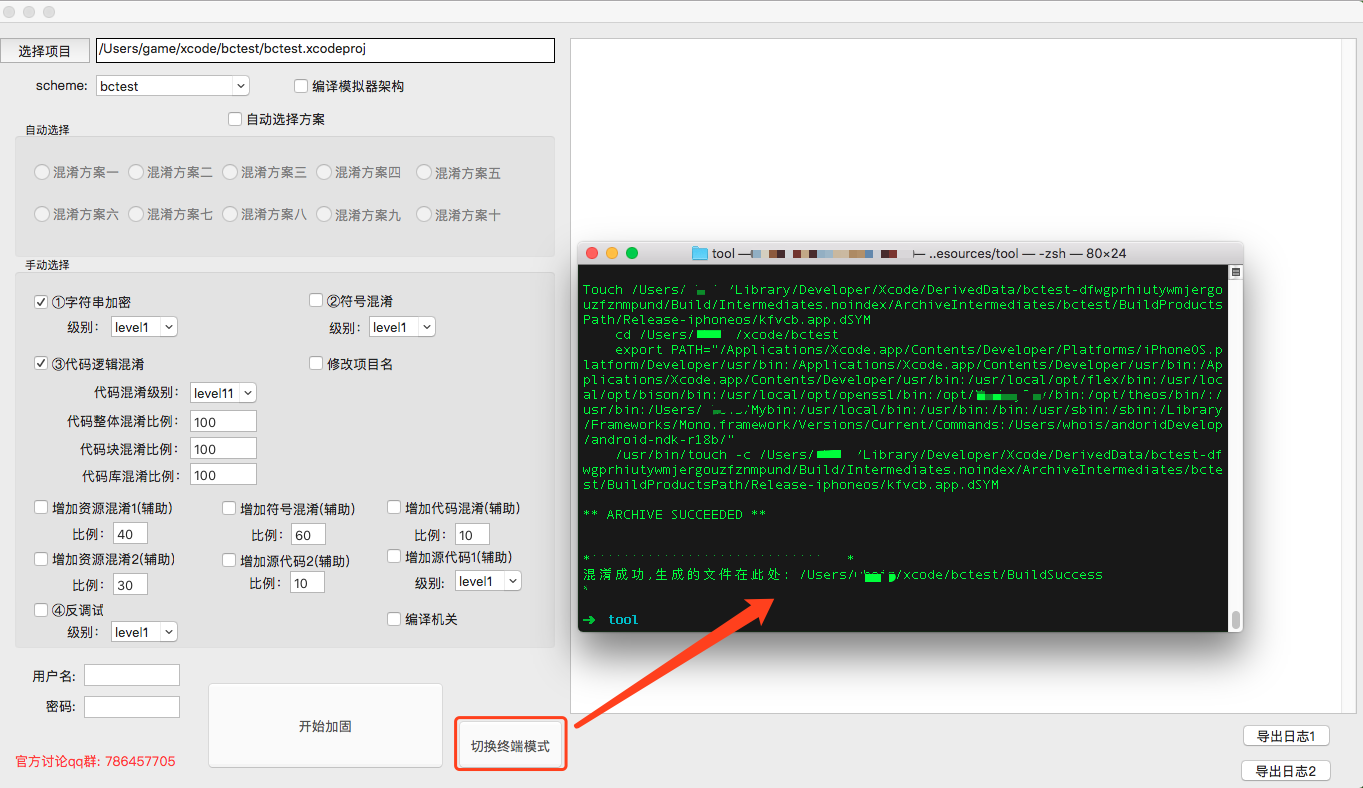 选择项目
/Users/game/xcode/bctest/bctest.xcodeproj
scheme: bctest
编译模拟器架构
自动选择方案
自动选择
混淆方案一 混淆方案二 混淆方案三 混淆方案四 混淆方案五
混淆方案六 混淆方案七 混淆方案八 混淆方案九 混淆方案十
手动选择
①字符串加密 ②符号混淆
级别: level1 级别: level1
③代码逻辑混淆 修改项目名
代码混淆级别: level11
代码整体混淆比例: 100
代码块混淆比例: 100
代码库混淆比例: 100
增加资源混淆1(辅助) 增加符号混淆(辅助) 增加代码混淆(辅助)
比例: 40 比例: 60 比例: 10
增加资源混淆2(辅助) 增加源代码2(辅助) 增加源代码1(辅助)
比例: 30 比例: 10 级别: level1
④反调试
级别: level1
编译机关
用户名:
密码:
开始加固
切换终端模式
官方讨论qq群: 786457705
tool — ⊢ ..esources/tool — -zsh — 80×24
Touch /Users/ /Library/Developer/Xcode/DerivedData/bctest-dfwgprhiutywmjergo
uzfznmpund/Build/Intermediates.noindex/ArchiveIntermediates/bctest/BuildProducts
Path/Release-iphoneos/kfvcb.app.dSYM
cd /Users/ /xcode/bctest
export PATH="/Applications/Xcode.app/Contents/Developer/Platforms/iPhoneOS.p
latform/Developer/usr/bin:/Applications/Xcode.app/Contents/Developer/usr/bin:/Ap
plications/Xcode.app/Contents/Developer/usr/bin:/usr/local/opt/flex/bin:/usr/loc
al/opt/bison/bin:/usr/local/opt/openssl/bin:/opt/ /bin:/opt/theos/bin/:/
usr/bin:/Users/ /Mybin:/usr/local/bin:/usr/bin:/bin:/usr/sbin:/sbin:/Library
/Frameworks/Mono.framework/Versions/Current/Commands:/Users/whois/andoridDevelop
/android-ndk-r18b/"
/usr/bin/touch -c /Users/ /Library/Developer/Xcode/DerivedData/bctest-df
wgprhiutywmjergouzfznmpund/Build/Intermediates.noindex/ArchiveIntermediates/bcte
st/BuildProductsPath/Release-iphoneos/kfvcb.app.dSYM
** ARCHIVE SUCCEEDED **
混淆成功,生成的文件在此处: /Users/ /xcode/bctest/BuildSuccess
➜ tool
导出日志1
导出日志2